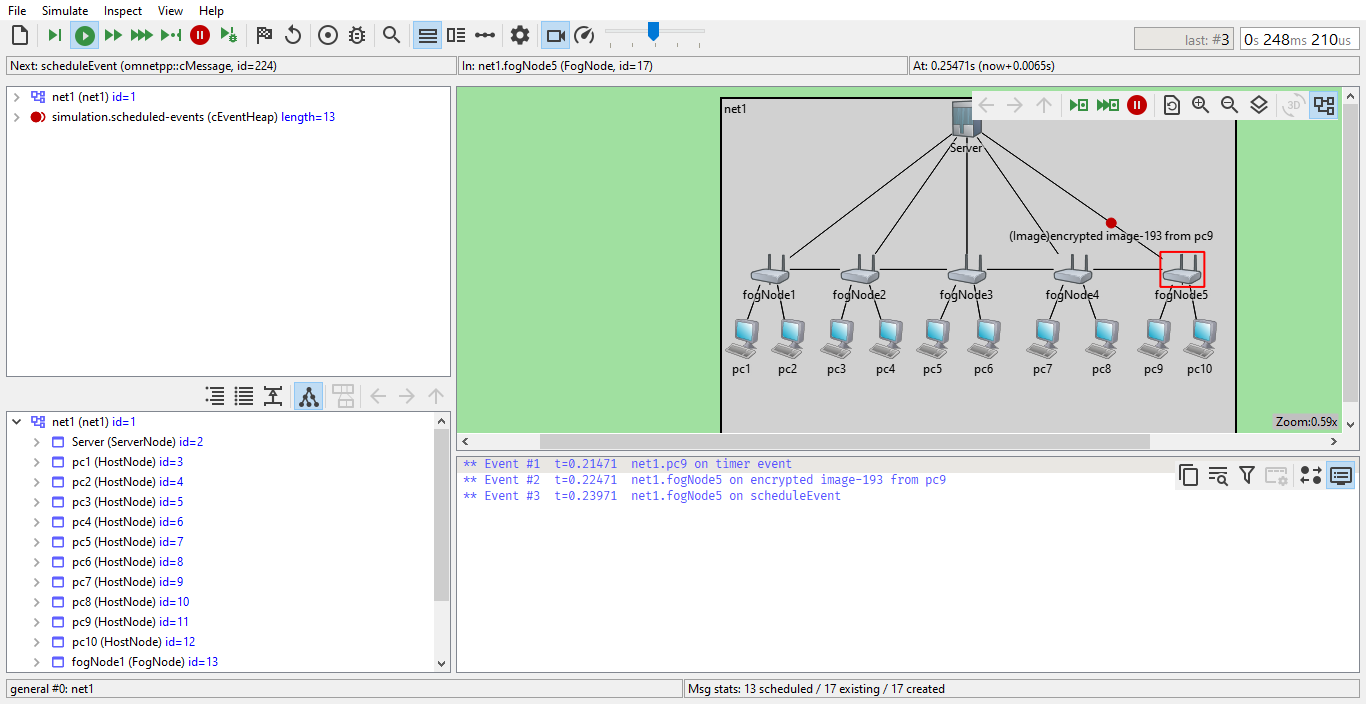 File Simulate Inspect View Help
last: #3 0s 248ms 210us
Next: scheduleEvent (omnetpp::cMessage, id=224) In: net1.fogNode5 (FogNode, id=17) At: 0.25471s (now+0.0065s)
net1 (net1) id=1
simulation.scheduled-events (cEventHeap) length=13
net1
3D
Server
(Image)encrypted image-193 from pc9
fogNode1 fogNode2 fogNode3 fogNode4 fogNode5
pc1 pc2 pc3 pc4 pc5 pc6 pc7 pc8 pc9 pc10
Zoom:0.59x
net1 (net1) id=1
Server (ServerNode) id=2
pc1 (HostNode) id=3
pc2 (HostNode) id=4
pc3 (HostNode) id=5
pc4 (HostNode) id=6
pc5 (HostNode) id=7
pc6 (HostNode) id=8
pc7 (HostNode) id=9
pc8 (HostNode) id=10
pc9 (HostNode) id=11
pc10 (HostNode) id=12
fogNode1 (FogNode) id=13
** Event #1 t=0.21471 net1.pc9 on timer event
** Event #2 t=0.22471 net1.fogNode5 on encrypted image-193 from pc9
** Event #3 t=0.23971 net1.fogNode5 on scheduleEvent
general #0: net1 Msg stats: 13 scheduled / 17 existing / 17 created